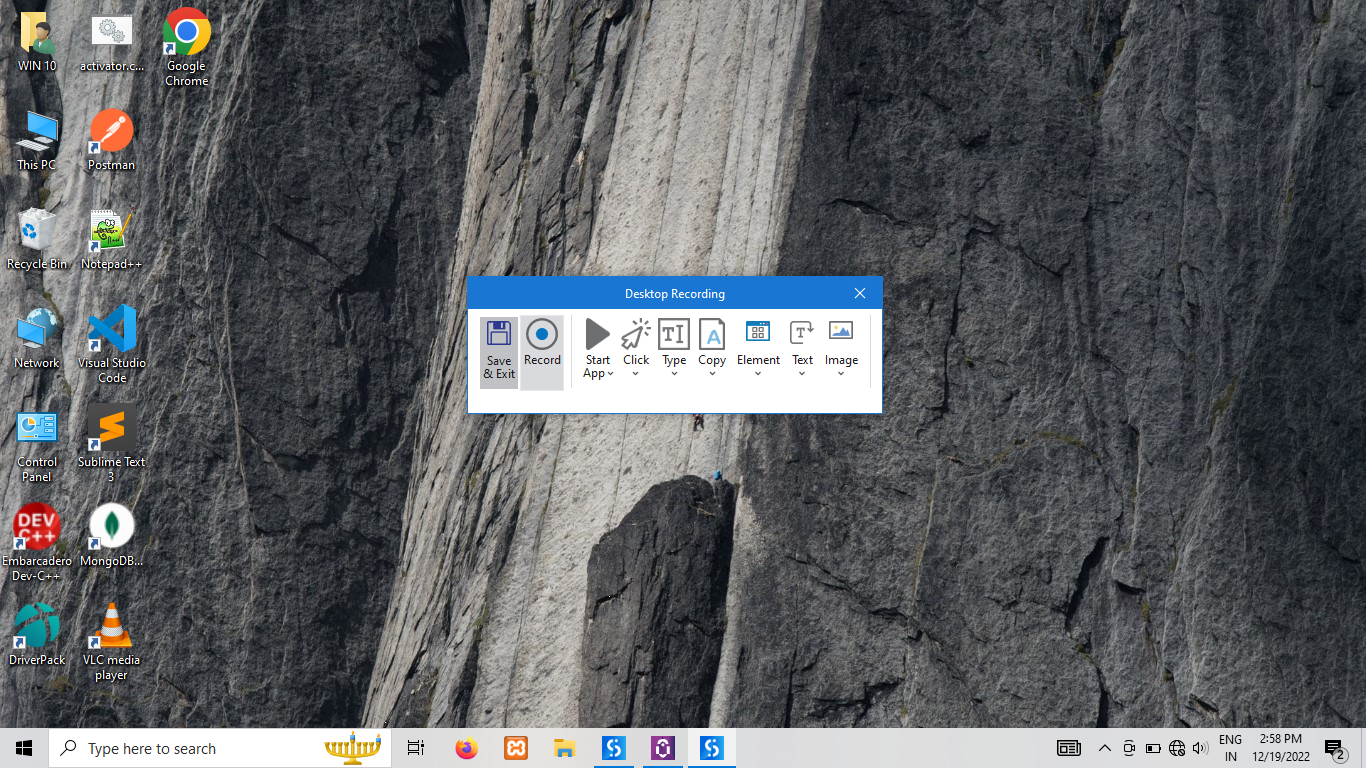 WIN 10
activator.c...
Google
Chrome
This PC
Postman
Recycle Bin
Notepad++
Network
Visual Studio
Code
Control
Panel
Sublime Text
3
DEV
C++
Embarcadero
Dev-C++
MongoDB...
DriverPack
VLC media
player
Desktop Recording
Save
& Exit
Record
Start
App
Click
Type
Copy
Element
Text
Image
Type here to search
ENG
IN
2:58 PM
12/19/2022
2